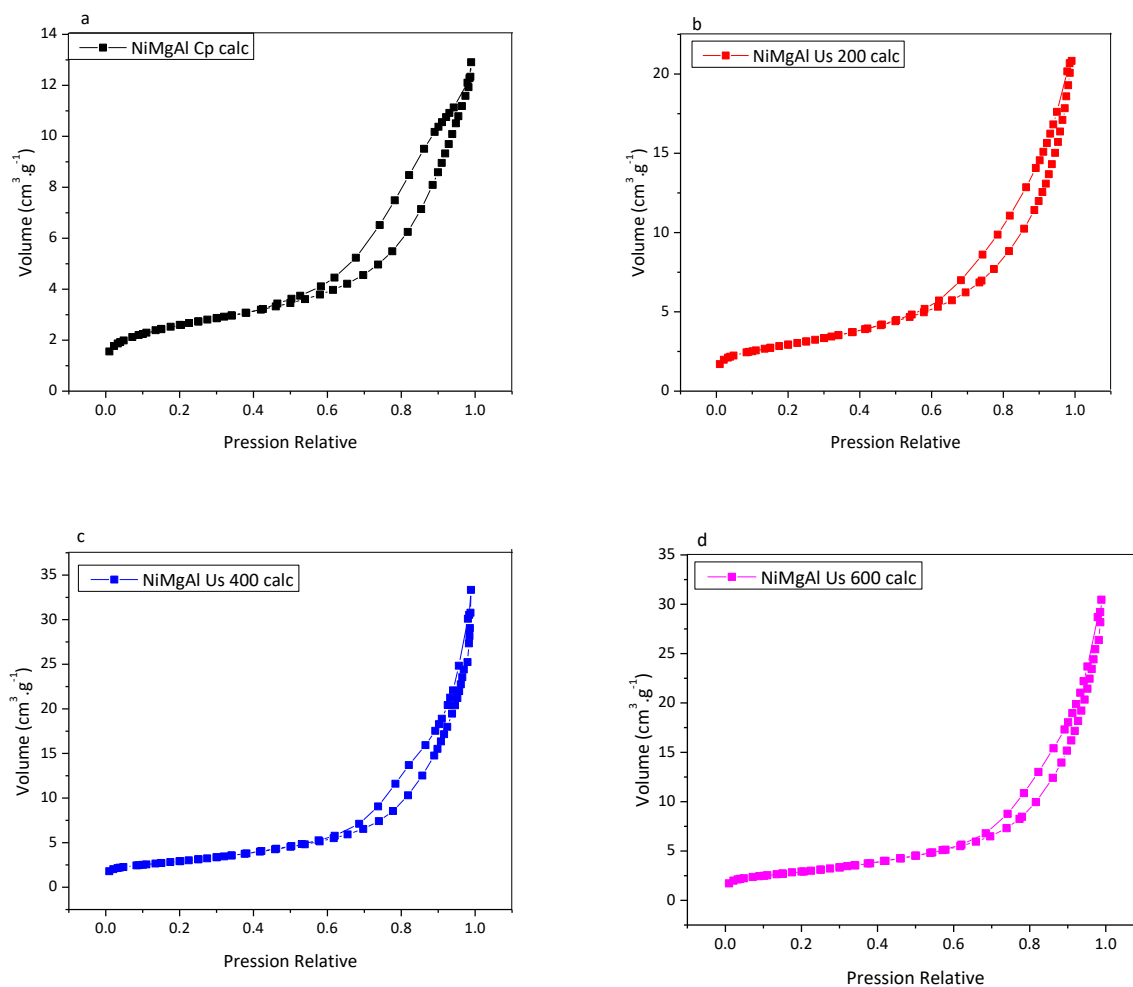 a
NiMgAl Cp calc
14
12
10
8
6
4
2
0
Volume (cm³.g⁻¹)
0.0 0.2 0.4 0.6 0.8 1.0
Pression Relative
b
NiMgAl Us 200 calc
20
15
10
5
0
Volume (cm³.g⁻¹)
0.0 0.2 0.4 0.6 0.8 1.0
Pression Relative
c
NiMgAl Us 400 calc
35
30
25
20
15
10
5
0
Volume (cm³.g⁻¹)
0.0 0.2 0.4 0.6 0.8 1.0
Pression Relative
d
NiMgAl Us 600 calc
35
30
25
20
15
10
5
0
Volume (cm³.g⁻¹)
0.0 0.2 0.4 0.6 0.8 1.0
Pression Relative